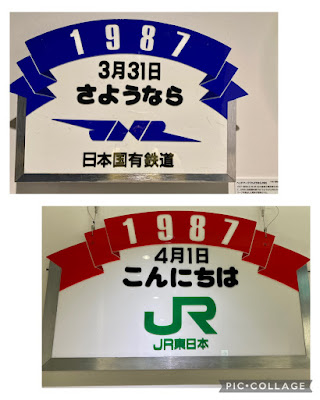 1987
3月31日
さようなら
JNR
日本国有鉄道
1987
4月1日
こんにちは
JR
JR東日本
PIC•COLLAGE